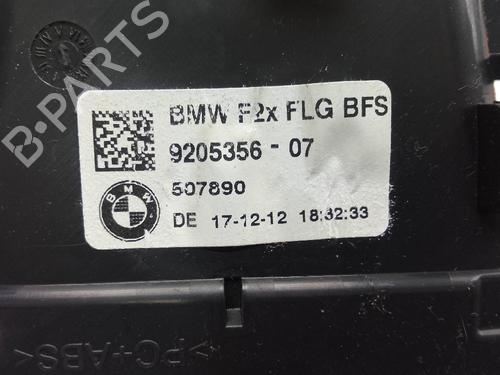 BMW F2x FLG BFS
9205356 - 07
507890
BMW
DE 17-12-12 18:32:33
>PC+ABS<
B-PARTS